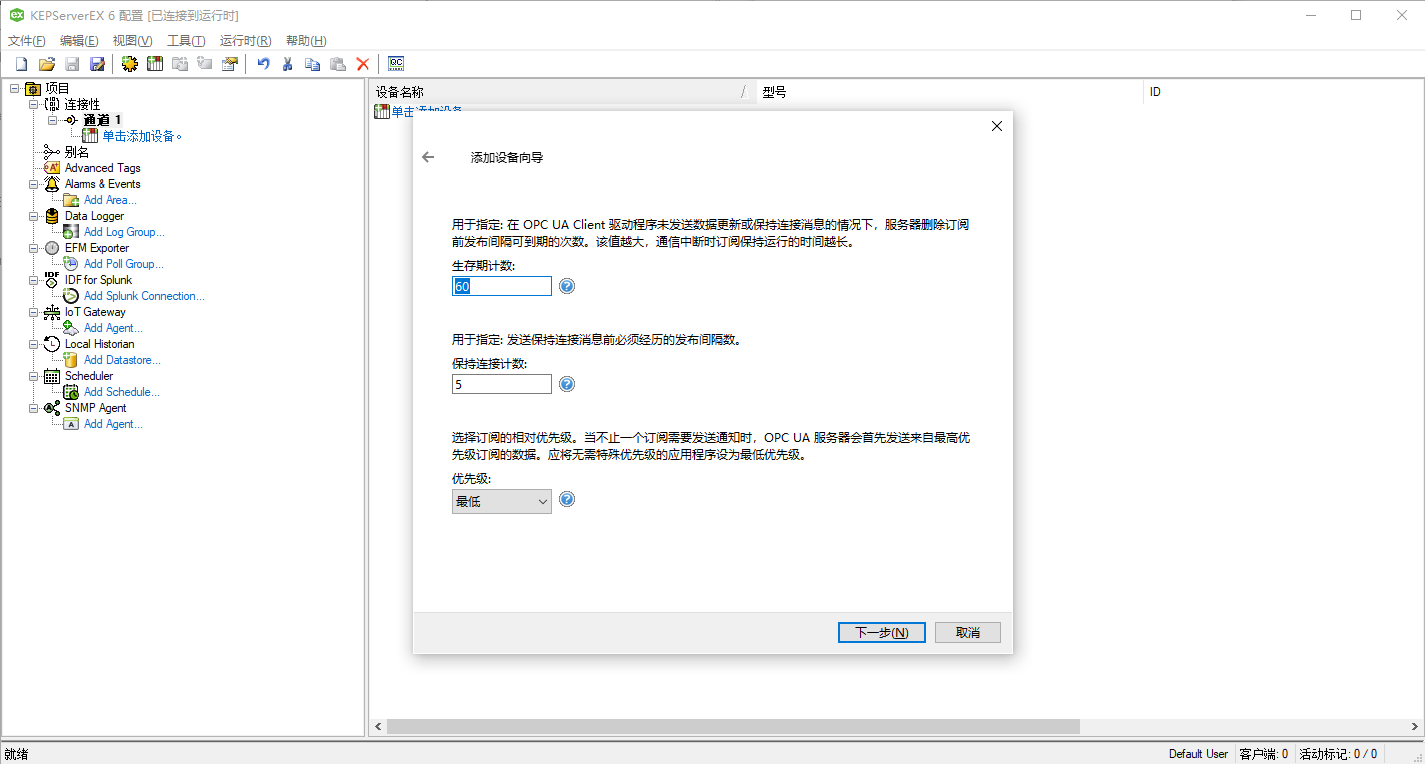 KEPServerEX 6 配置 [已连接到运行时]
文件(F) 编辑(E) 视图(V) 工具(T) 运行时(R) 帮助(H)
项目
连接性
通道 1
单击添加设备。
别名
Advanced Tags
Alarms & Events
Add Area...
Data Logger
Add Log Group...
EFM Exporter
Add Poll Group...
IDF for Splunk
Add Splunk Connection...
IoT Gateway
Add Agent...
Local Historian
Add Datastore...
Scheduler
Add Schedule...
SNMP Agent
Add Agent...
设备名称 型号 ID
单击添加设备
添加设备向导
用于指定: 在 OPC UA Client 驱动程序未发送数据更新或保持连接消息的情况下，服务器删除订阅
前发布间隔可到期的次数。该值越大，通信中断时订阅保持运行的时间越长。
生存期计数:
60
用于指定: 发送保持连接消息前必须经历的发布间隔数。
保持连接计数:
5
选择订阅的相对优先级。当不止一个订阅需要发送通知时，OPC UA 服务器会首先发送来自最高优
先级订阅的数据。应将无需特殊优先级的应用程序设为最低优先级。
优先级:
最低
下一步(N) 取消
就绪 Default User 客户端: 0 活动标记: 0 / 0